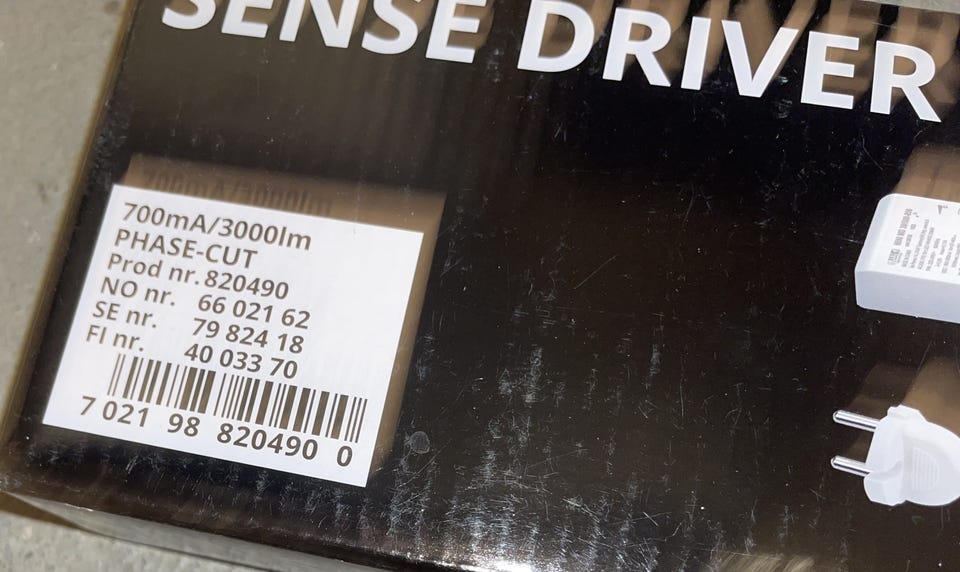 SENSE DRIVER
700mA/3000lm
PHASE-CUT
Prod nr. 820490
NO nr. 66 021 62
SE nr. 79 824 18
FI nr. 40 033 70
7 021 98 820490 0